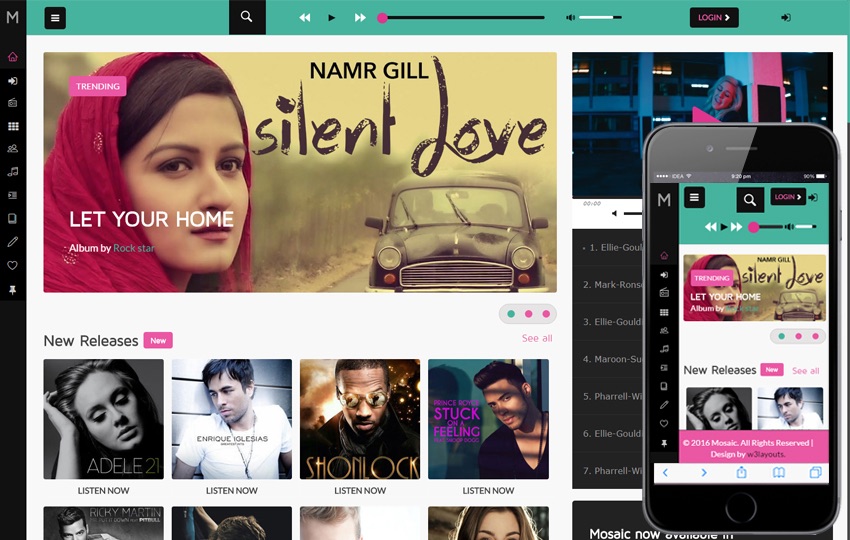 M
LOGIN
TRENDING
NAMR GILL
silent Love
LET YOUR HOME
Album by Rock star
New Releases New
See all
ADELE 21
ENRIQUE IGLESIAS
SHONLOCK
PRINCE ROYCE
STUCK
ON A
FEELING
LISTEN NOW
LISTEN NOW
LISTEN NOW
LISTEN NOW
RICKY MARTIN
PITBULL
00:00
1. Ellie-Goul
2. Mark-Rons
3. Ellie-Gould
4. Maroon-Su
5. Pharrell-Wi
6. Ellie-Gould
7. Pharrell-Wi
Mosaic now available in
IDEA
9:20 pm
90%
M
LOGIN
NAMR GILL
silent Love
TRENDING
LET YOUR HOME
Album by Rock star
New Releases New
See all
© 2016 Mosaic. All Rights Reserved |
Design by w3layouts.